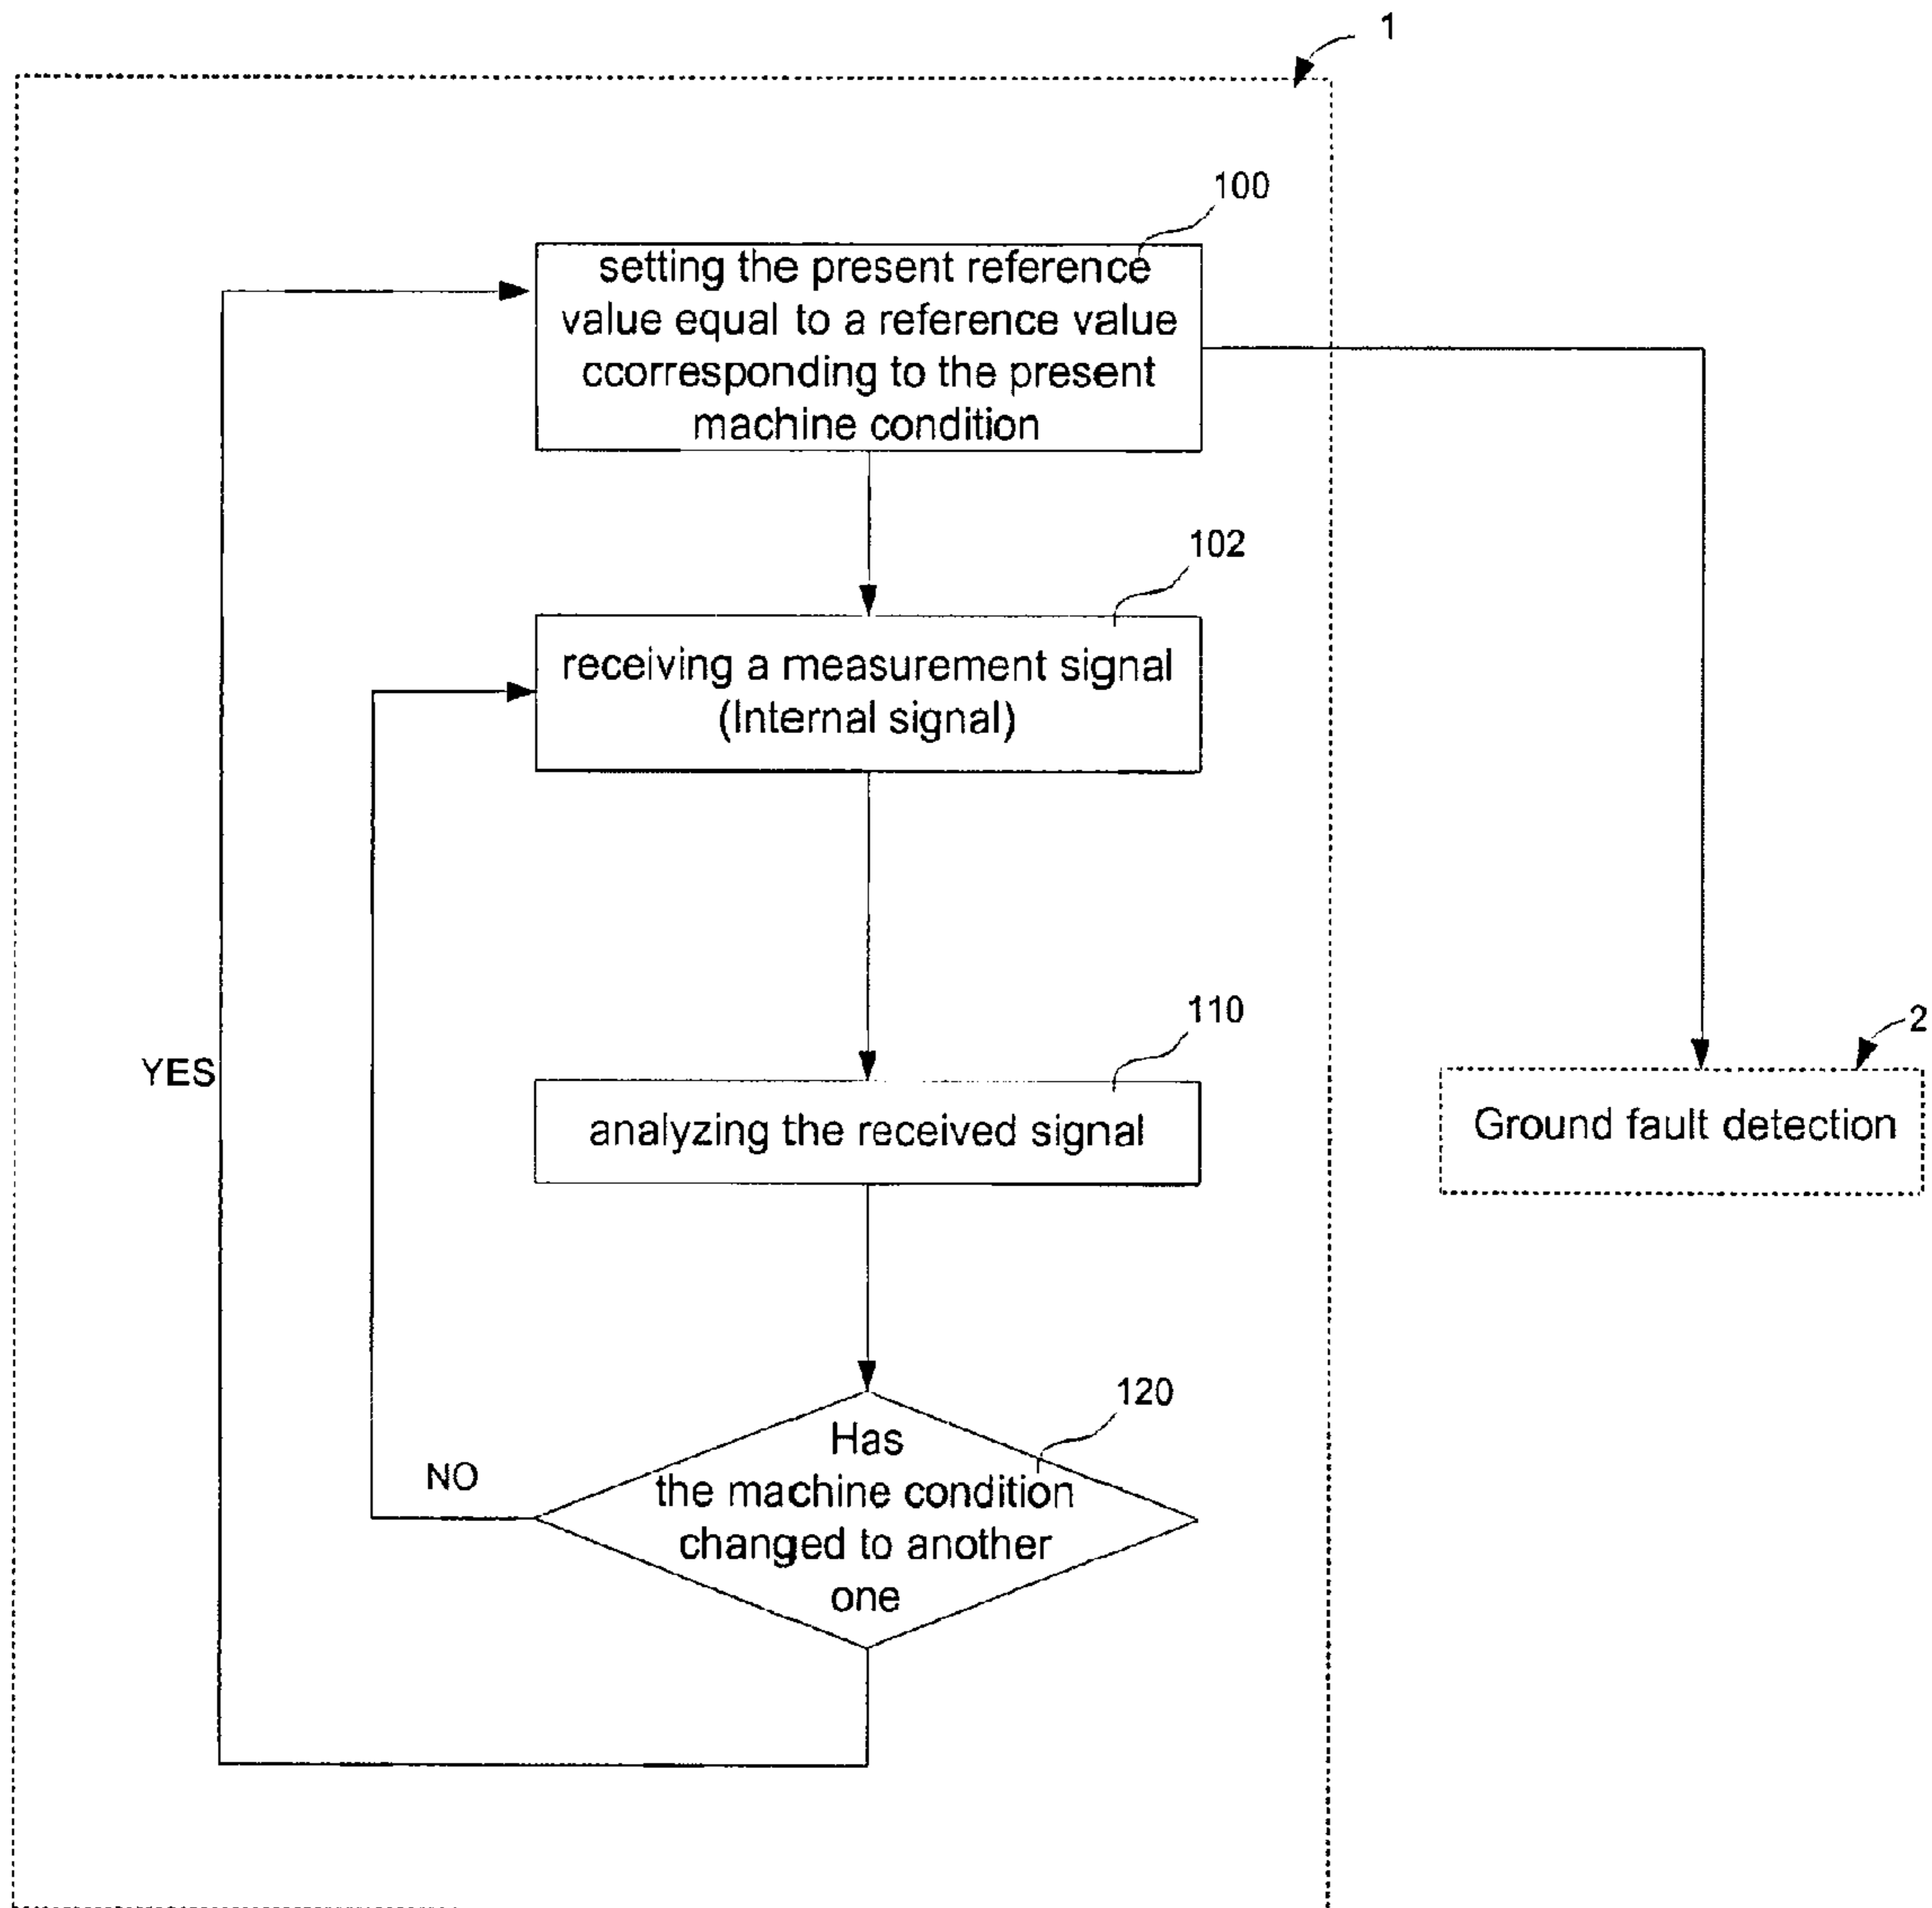 1
100
setting the present reference
value equal to a reference value
ccorresponding to the present
machine condition
102
receiving a measurement signal
(Internal signal)
110
analyzing the received signal
YES
2
Ground fault detection
120
Has
the machine condition
changed to another
one
NO